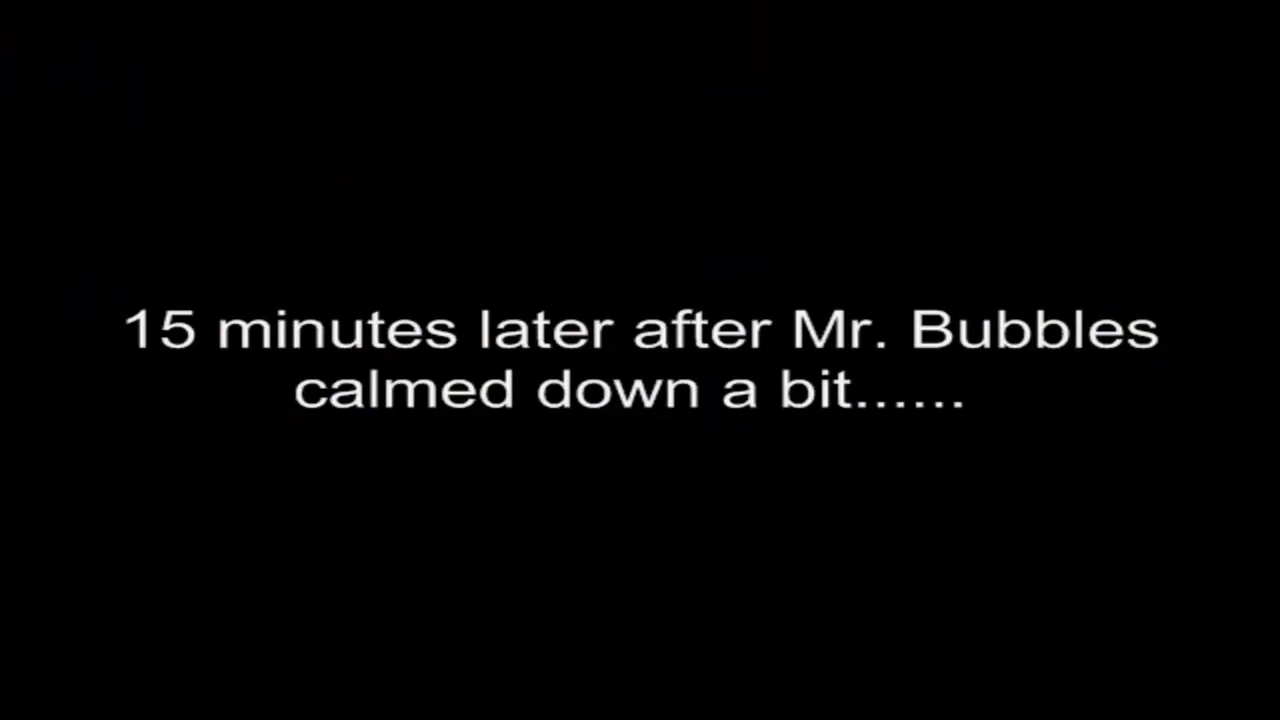 15 minutes later after Mr. Bubbles
calmed down a bit......